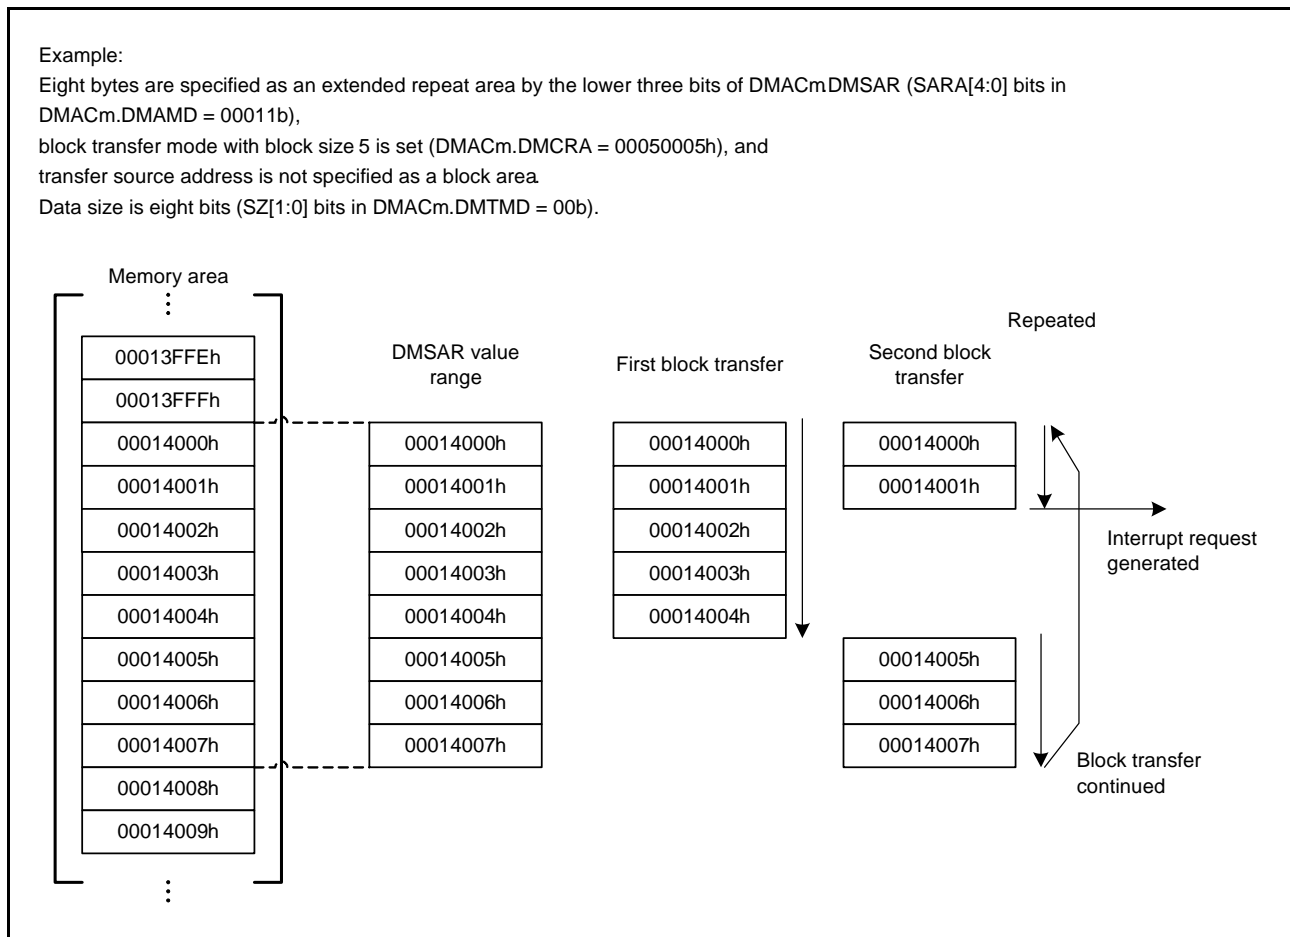 Example:
Eight bytes are specified as an extended repeat area by the lower three bits of DMACm.DMSAR (SARA[4:0] bits in
DMACm.DMAMD = 00011b),
block transfer mode with block size 5 is set (DMACm.DMCRA = 00050005h), and
transfer source address is not specified as a block area.
Data size is eight bits (SZ[1:0] bits in DMACm.DMTMD = 00b).
Memory area
00013FFEh
00013FFFh
00014000h
00014001h
00014002h
00014003h
00014004h
00014005h
00014006h
00014007h
00014008h
00014009h
DMSAR value
range
00014000h
00014001h
00014002h
00014003h
00014004h
00014005h
00014006h
00014007h
First block transfer
00014000h
00014001h
00014002h
00014003h
00014004h
Second block
transfer
00014000h
00014001h
00014005h
00014006h
00014007h
Repeated
Interrupt request
generated
Block transfer
continued